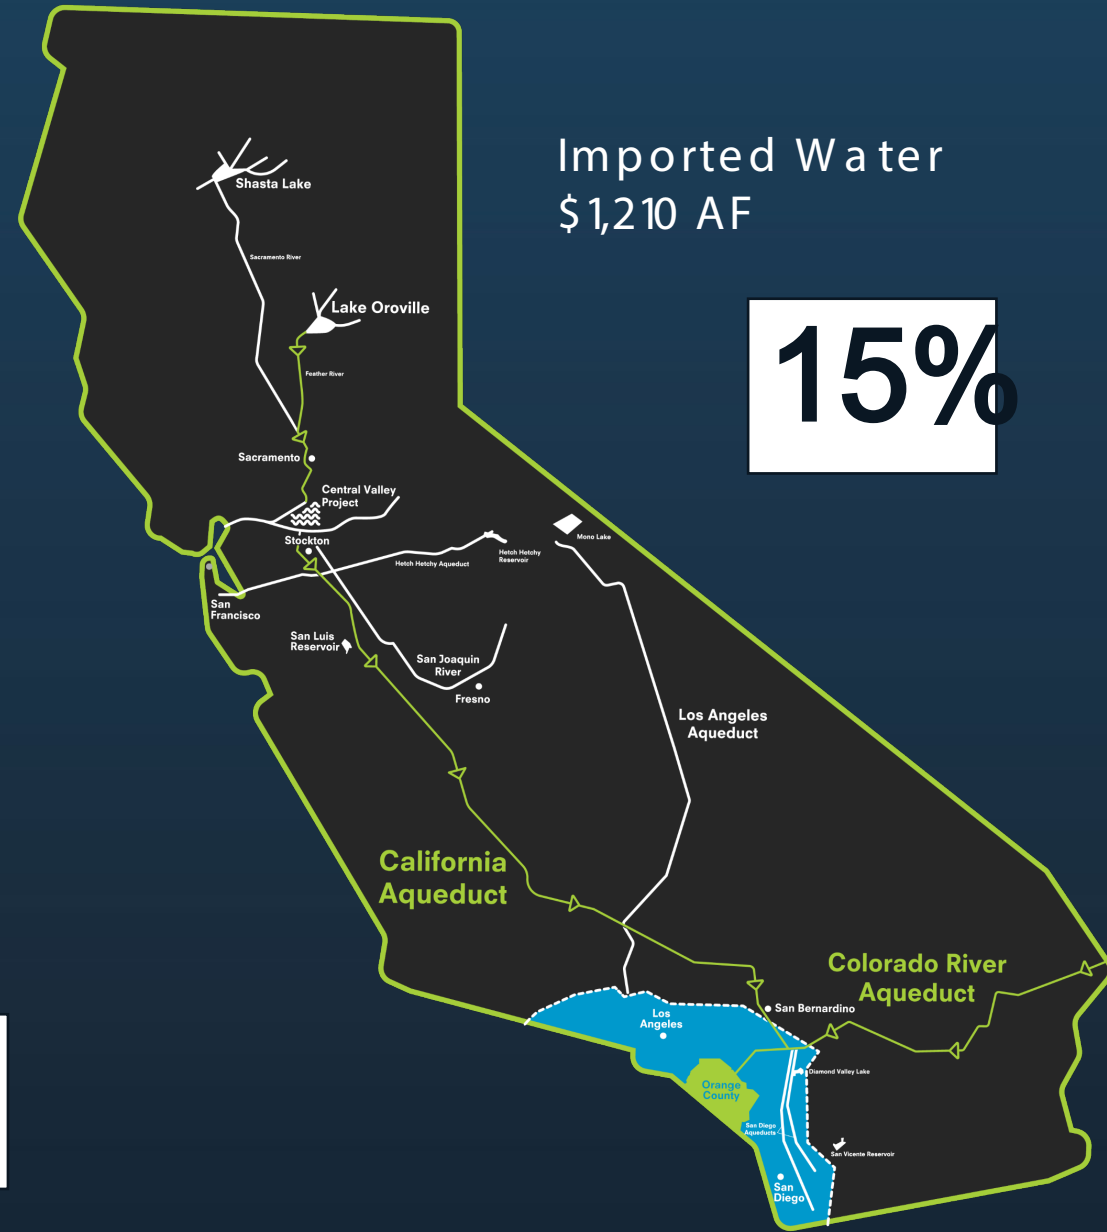 Imported Water
$1,210 AF
15%
Shasta Lake
Sacramento River
Lake Oroville
Feather River
Sacramento
Central Valley
Project
Stockton
Mono Lake
Hetch Hetchy
Reservoir
Hetch Hetchy Aqueduct
San
Francisco
San Luis
Reservoir
San Joaquin
River
Fresno
Los Angeles
Aqueduct
California
Aqueduct
Colorado River
Aqueduct
San Bernardino
Los
Angeles
Diamond Valley Lake
Orange
County
San Diego
Aqueducts
San Vicente Reservoir
San
Diego